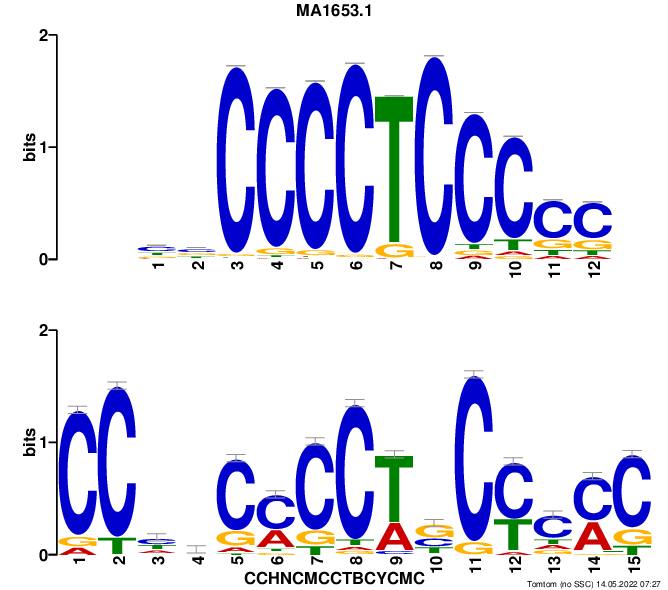 MA1653.1
2
bits
1
0
C C C C T C C C C C
1 2 3 4 5 6 7 8 9 10 11 12
2
bits
1
0
C C C C C C T G C C C C C
1 2 3 4 5 6 7 8 9 10 11 12 13 14 15
CCHNCMCCTBCYCMC
Tomtom (no SSC) 14.05.2022 07:27